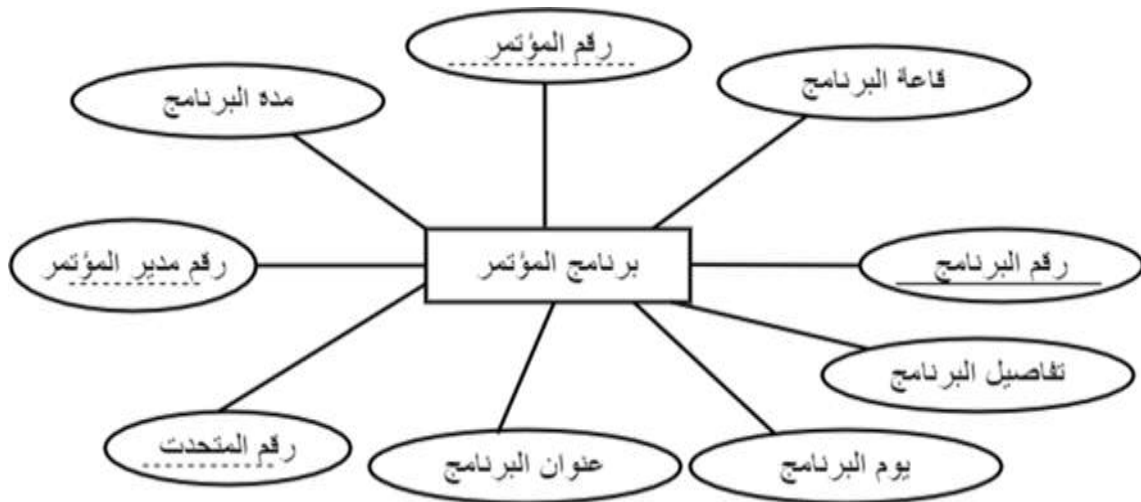 رقم المؤتمر
قاعة البرنامج
مدة البرنامج
برنامج المؤتمر
رقم البرنامج
رقم مدير المؤتمر
تفاصيل البرنامج
يوم البرنامج
عنوان البرنامج
رقم المتحدث